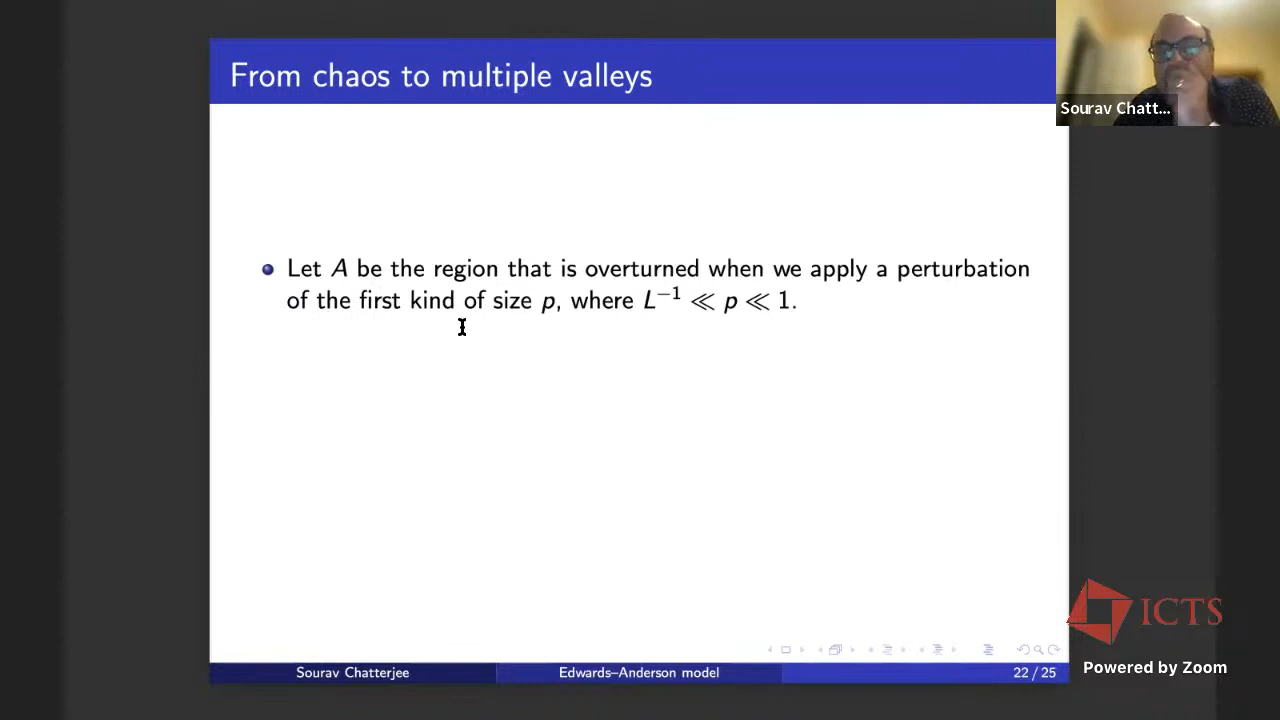 From chaos to multiple valleys
Sourav Chatt...
Let A be the region that is overturned when we apply a perturbation
of the first kind of size p, where L⁻¹ ≪ p ≪ 1.
ICTS
Powered by Zoom
Sourav Chatterjee
Edwards–Anderson model
22 / 25